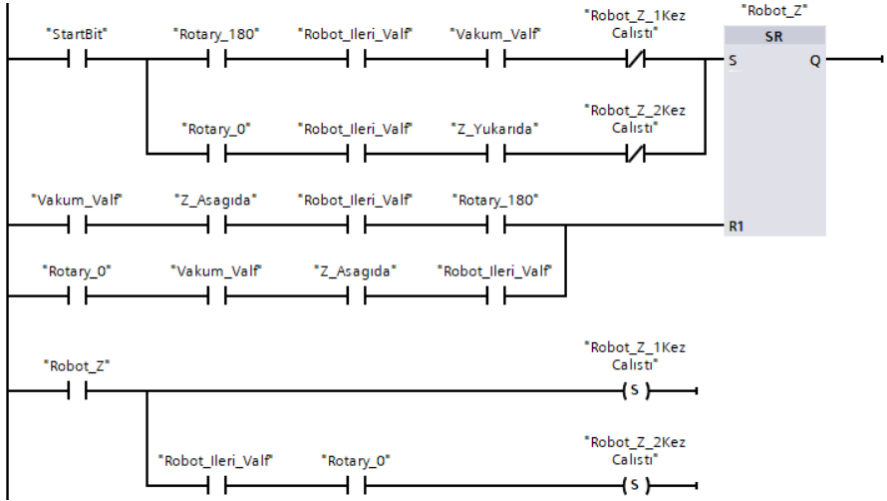 "Robot_Z_1Kez
Calıstı"
"Robot_Z"
"StartBit"
"Rotary_180"
"Robot_Ileri_Valf"
"Vakum_Valf"
SR
S
Q
"Robot_Z_2Kez
Calıstı"
"Rotary_0"
"Robot_Ileri_Valf"
"Z_Yukarıda"
"Vakum_Valf"
"Z_Asagıda"
"Robot_Ileri_Valf"
"Rotary_180"
R1
"Rotary_0"
"Vakum_Valf"
"Z_Asagıda"
"Robot_Ileri_Valf"
"Robot_Z"
"Robot_Z_1Kez
Calıstı"
S
"Robot_Ileri_Valf"
"Rotary_0"
"Robot_Z_2Kez
Calıstı"
S